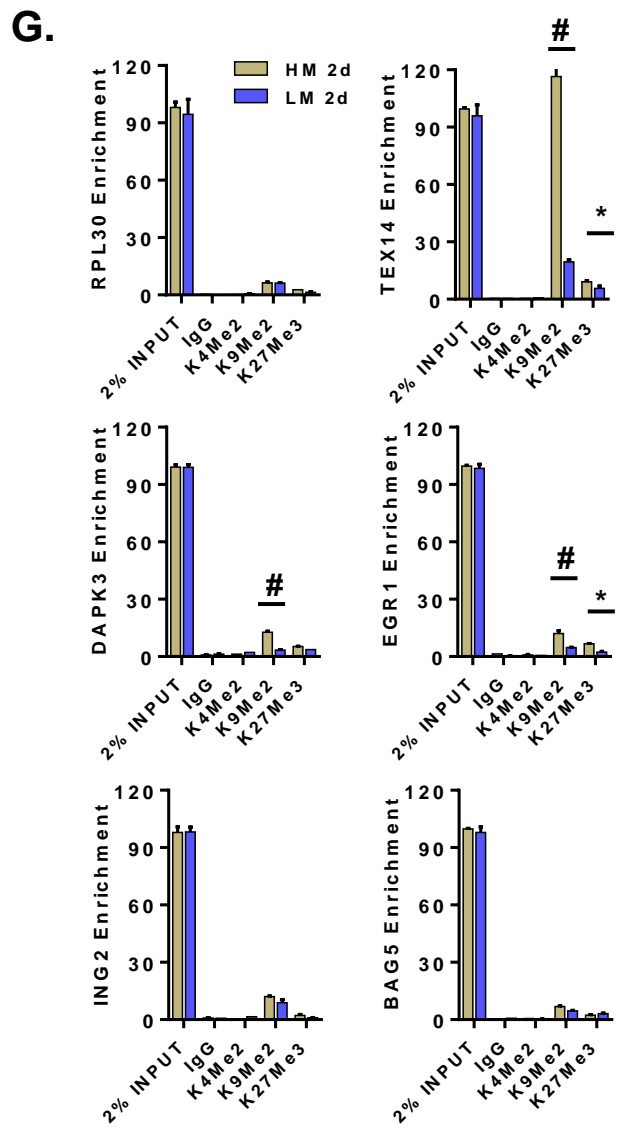 G.
HM 2d
LM 2d
RPL30 Enrichment
120
90
60
30
0
2% INPUT
IgG
K4Me2
K9Me2
K27Me3
TEX14 Enrichment
120
90
60
30
0
#
*
2% INPUT
IgG
K4Me2
K9Me2
K27Me3
DAPK3 Enrichment
120
90
60
30
0
#
2% INPUT
IgG
K4Me2
K9Me2
K27Me3
EGR1 Enrichment
120
90
60
30
0
#
*
2% INPUT
IgG
K4Me2
K9Me2
K27Me3
ING2 Enrichment
120
90
60
30
0
2% INPUT
IgG
K4Me2
K9Me2
K27Me3
BAG5 Enrichment
120
90
60
30
0
2% INPUT
IgG
K4Me2
K9Me2
K27Me3